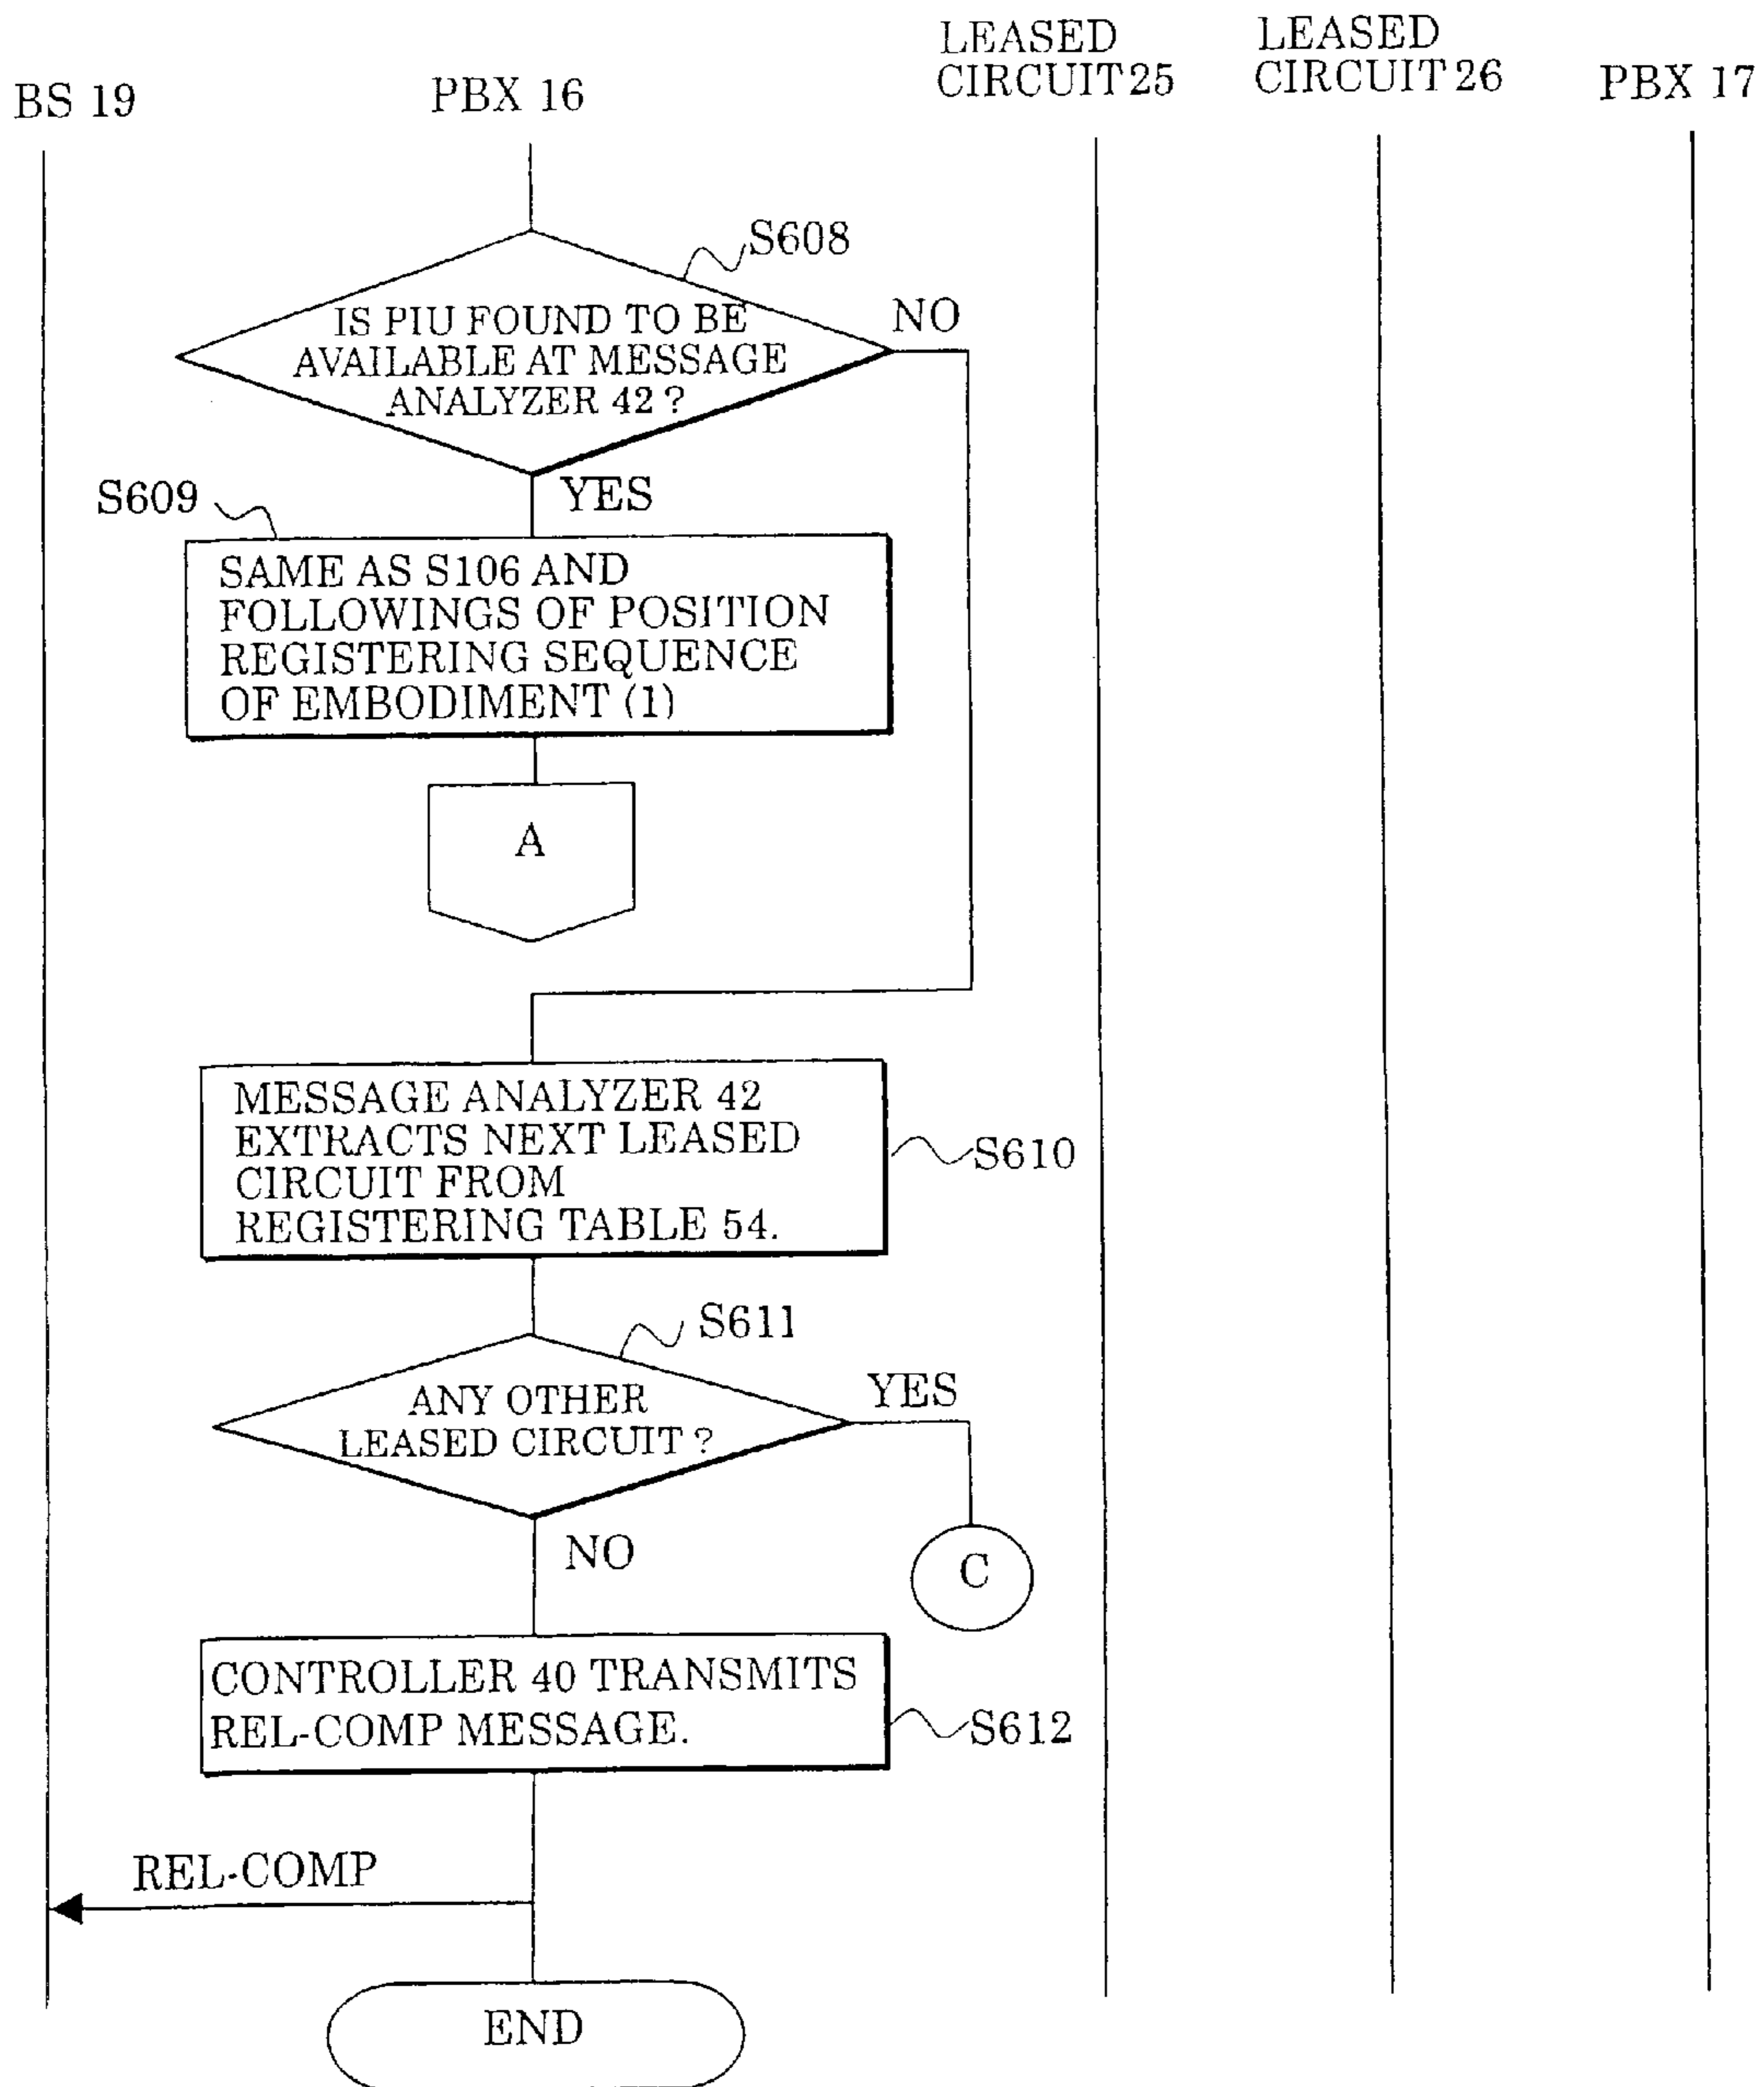 BS 19
PBX 16
LEASED
CIRCUIT 25
LEASED
CIRCUIT 26
PBX 17
S608
IS PIU FOUND TO BE
AVAILABLE AT MESSAGE
ANALYZER 42 ?
NO
YES
S609
SAME AS S106 AND
FOLLOWINGS OF POSITION
REGISTERING SEQUENCE
OF EMBODIMENT (1)
A
MESSAGE ANALYZER 42
EXTRACTS NEXT LEASED
CIRCUIT FROM
REGISTERING TABLE 54.
S610
S611
ANY OTHER
LEASED CIRCUIT ?
YES
NO
C
CONTROLLER 40 TRANSMITS
REL-COMP MESSAGE.
S612
REL-COMP
END